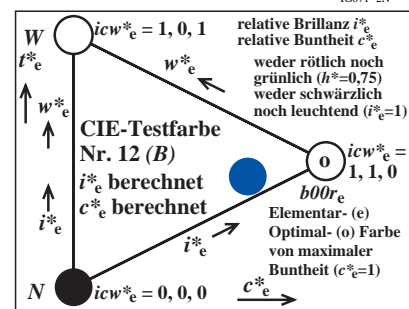 W icw*e = 1, 0, 1
t*e
relative Brillanz i*e
relative Buntheit c*e
weder rötlich noch
grünlich (h*=0,75)
weder schwärzlich
noch leuchtend (i*e=1)
w*e
w*e
CIE-Testfarbe
Nr. 12 (B)
i*e berechnet
c*e berechnet
o
icw*e =
1, 1, 0
b00re
i*e
i*e
Elementar- (e)
Optimal- (o) Farbe
von maximaler
Buntheit (c*e=1)
N icw*e = 0, 0, 0
c*e